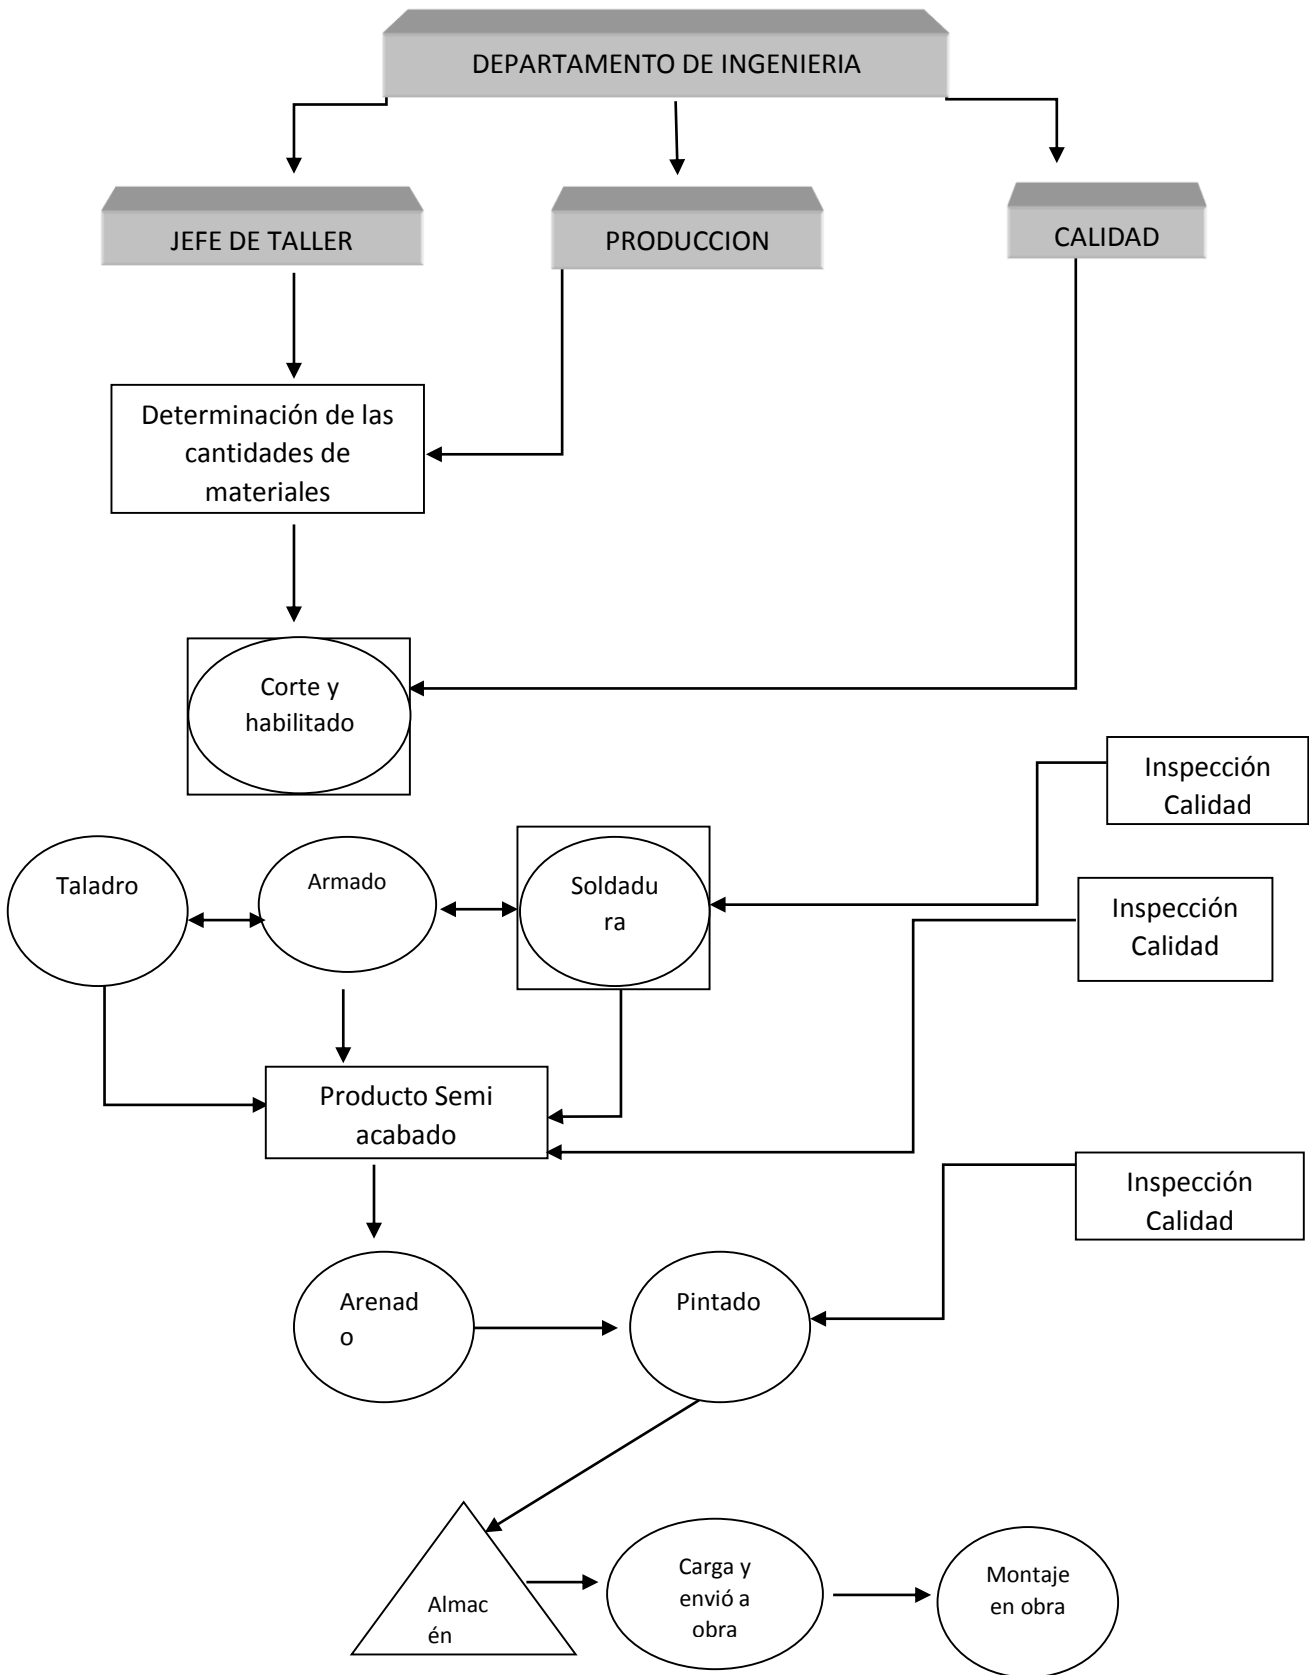 DEPARTAMENTO DE INGENIERIA
JEFE DE TALLER
PRODUCCION
CALIDAD
Determinación de las
cantidades de
materiales
Corte y
habilitado
Inspección
Calidad
Taladro
Armado
Soldadu
ra
Inspección
Calidad
Producto Semi
acabado
Inspección
Calidad
Arenad
o
Pintado
Almac
én
Carga y
envió a
obra
Montaje
en obra